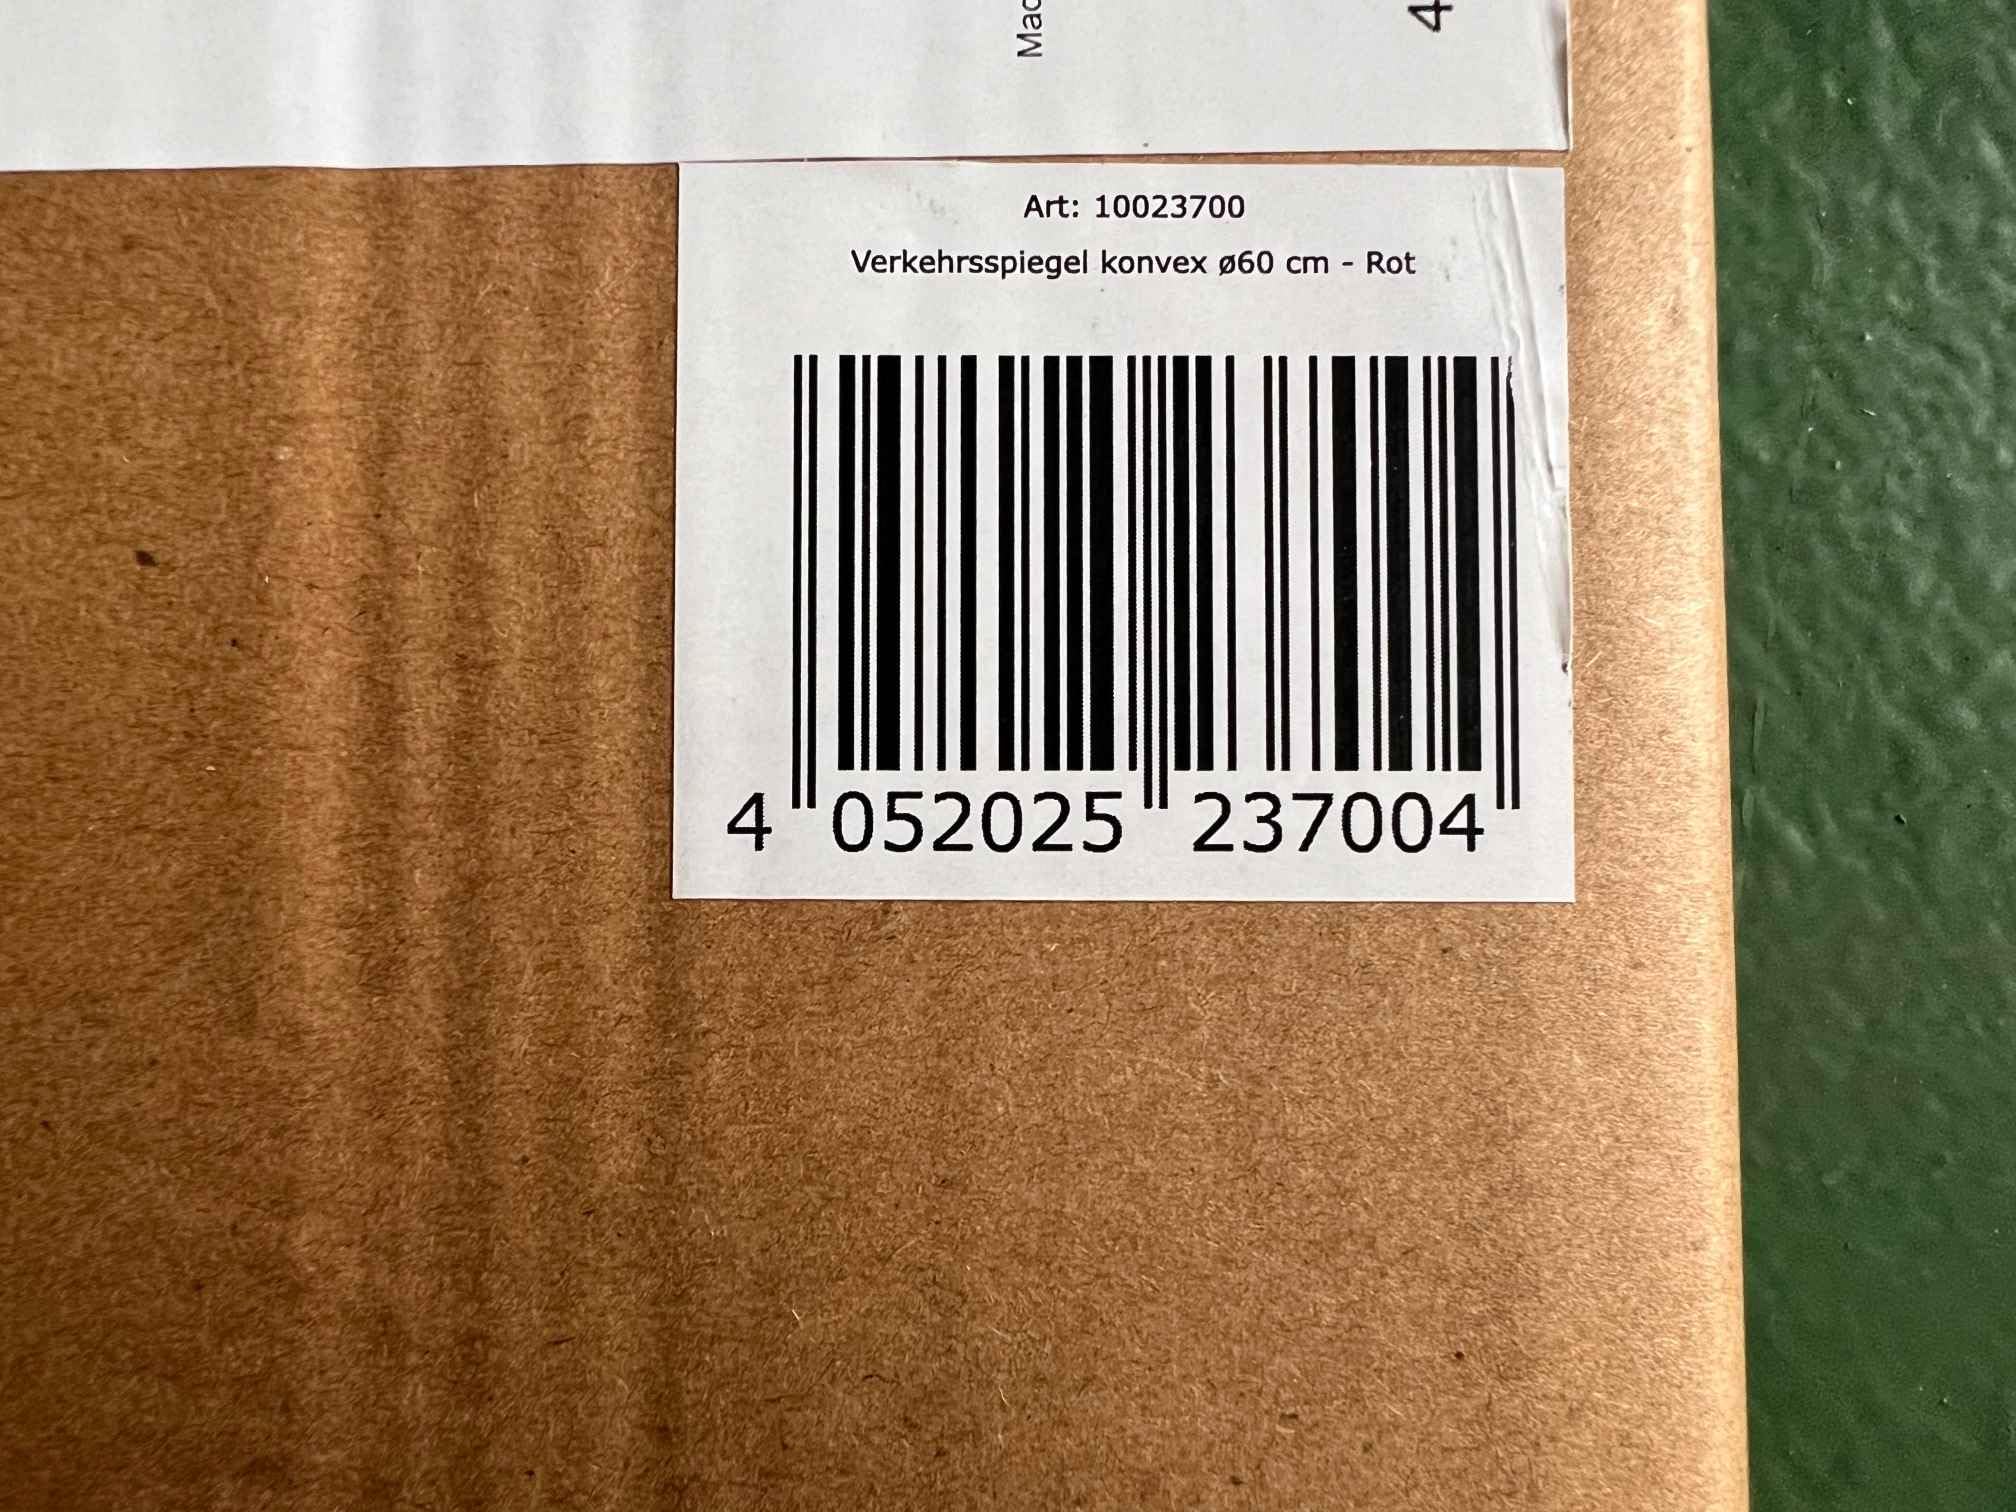 Art: 10023700
Verkehrsspiegel konvex ø60 cm - Rot
4 052025 237004